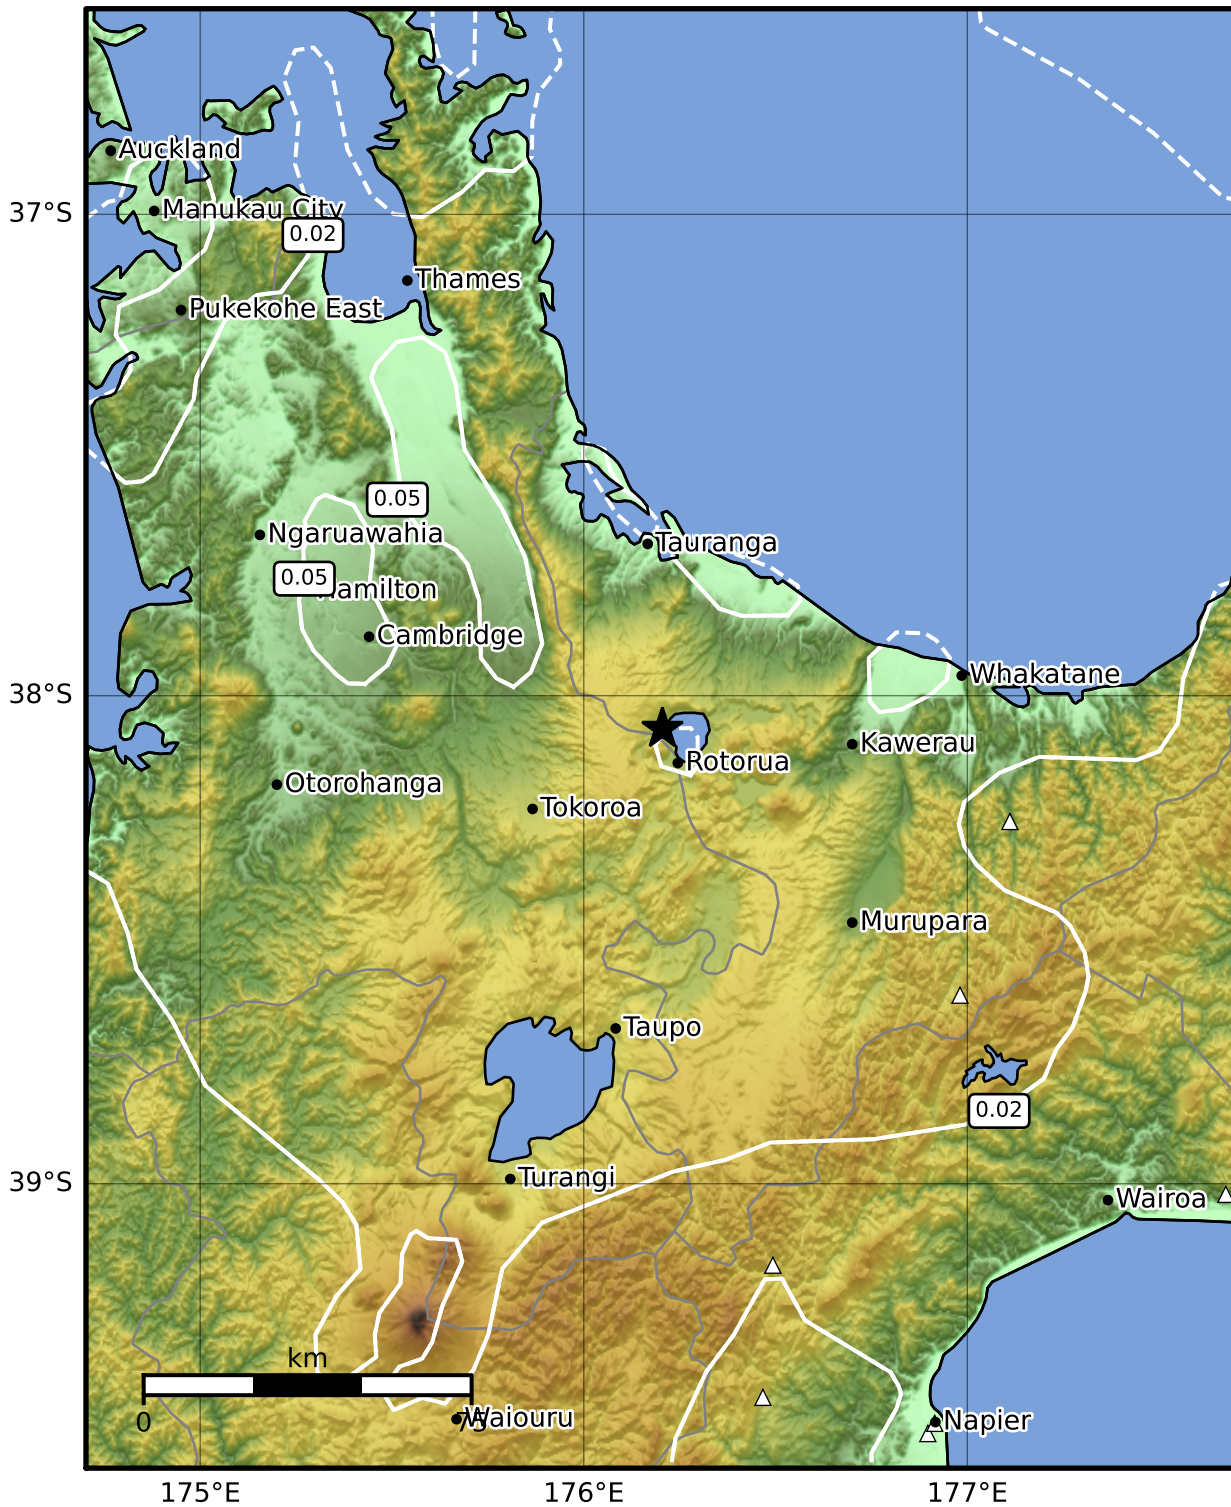 Auckland
Manukau City
37°S
0.02
Thames
Pukekohe East
0.05
Ngaruawahia
Tauranga
0.05
Hamilton
Cambridge
Whakatane
38°S
Kawerau
Rotorua
Otorohanga
Tokoroa
Murupara
Taupo
0.02
Turangi
39°S
Wairoa
km
0
75
Waiouru
Napier
175°E
176°E
177°E